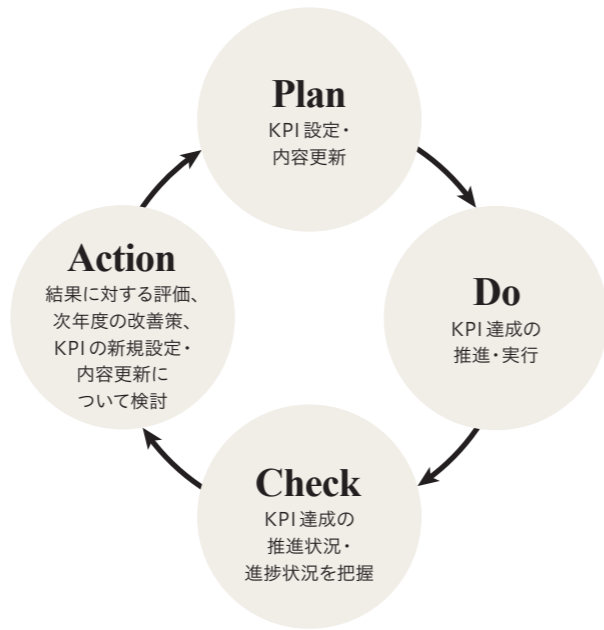 Plan
KPI 設定・
内容更新
Do
KPI 達成の
推進・実行
Check
KPI 達成の
推進状況・
進捗状況を把握
Action
結果に対する評価、
次年度の改善策、
KPI の新規設定・
内容更新に
ついて検討